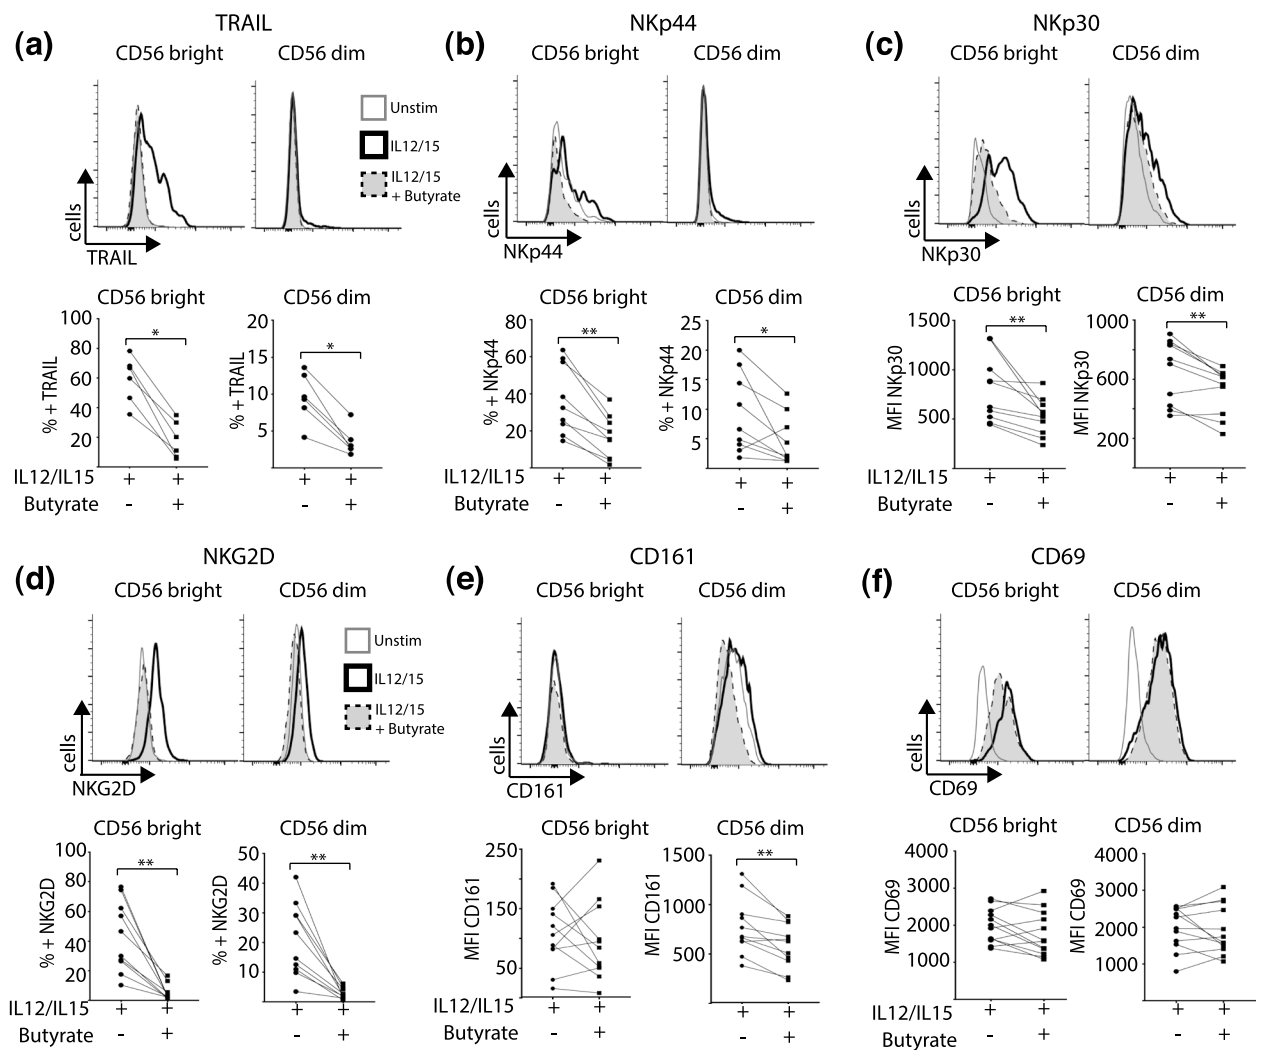 TRAIL
(a)
CD56 bright
CD56 dim
Unstim
IL12/15
IL12/15
+ Butyrate
cells
TRAIL
CD56 bright
CD56 dim
% + TRAIL
100
80
60
40
20
*
% + TRAIL
20
15
10
5
*
IL12/IL15 + + + +
Butyrate - + - +
NKp44
(b)
CD56 bright
CD56 dim
cells
NKp44
CD56 bright
CD56 dim
% + NKp44
80
60
40
20
**
% + NKp44
25
20
15
10
5
*
IL12/IL15 + + + +
Butyrate - + - +
NKp30
(c)
CD56 bright
CD56 dim
cells
NKp30
CD56 bright
CD56 dim
MFI NKp30
1500
1000
500
**
MFI NKp30
1000
600
200
**
IL12/IL15 + + + +
Butyrate - + - +
NKG2D
(d)
CD56 bright
CD56 dim
Unstim
IL12/15
IL12/15
+ Butyrate
cells
NKG2D
CD56 bright
CD56 dim
% + NKG2D
100
80
60
40
20
**
% + NKG2D
50
40
30
20
10
**
IL12/IL15 + + + +
Butyrate - + - +
CD161
(e)
CD56 bright
CD56 dim
cells
CD161
CD56 bright
CD56 dim
MFI CD161
250
150
50
MFI CD161
1500
1000
500
**
IL12/IL15 + + + +
Butyrate - + - +
CD69
(f)
CD56 bright
CD56 dim
cells
CD69
CD56 bright
CD56 dim
MFI CD69
4000
3000
2000
1000
MFI CD69
4000
3000
2000
1000
IL12/IL15 + + + +
Butyrate - + - +